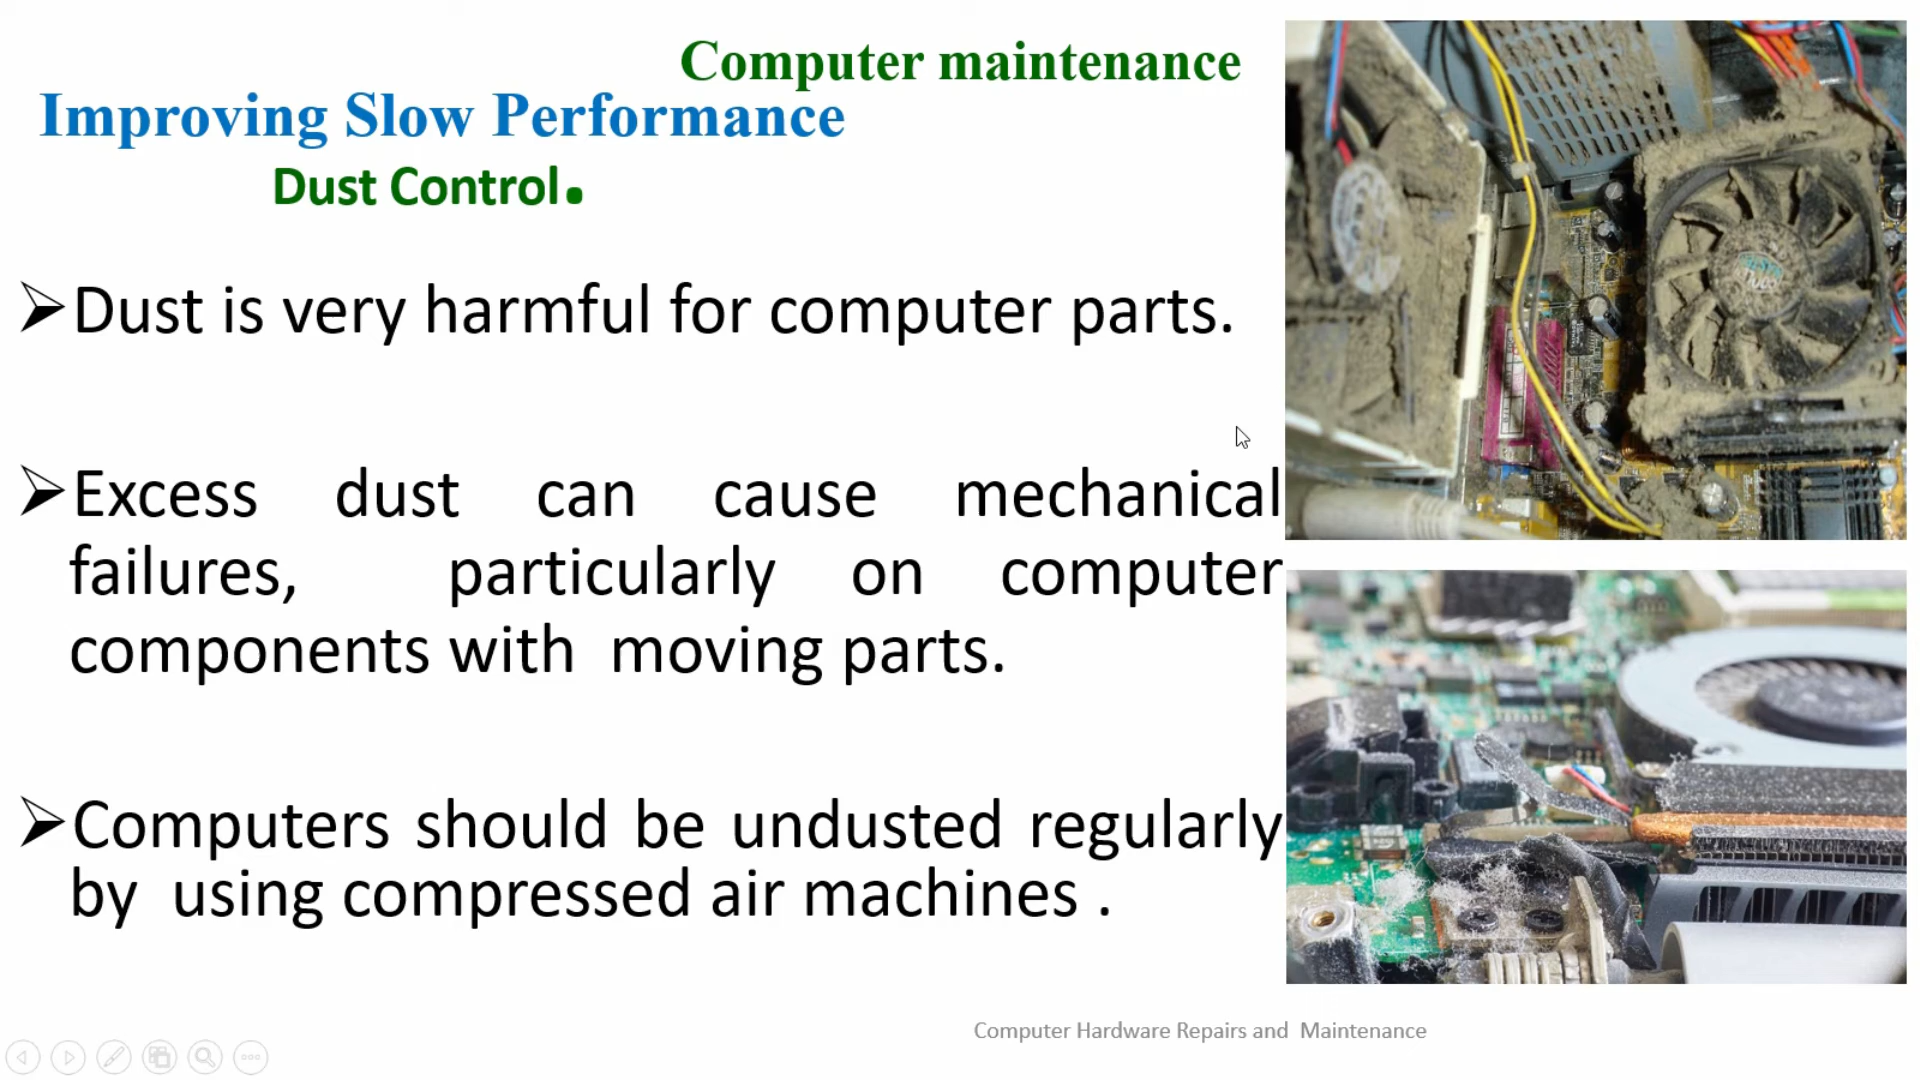 Computer maintenance
Improving Slow Performance
Dust Control.
➢Dust is very harmful for computer parts.
➢Excess dust can cause mechanical
failures, particularly on computer
components with moving parts.
➢Computers should be undusted regularly
by using compressed air machines .
Computer Hardware Repairs and Maintenance